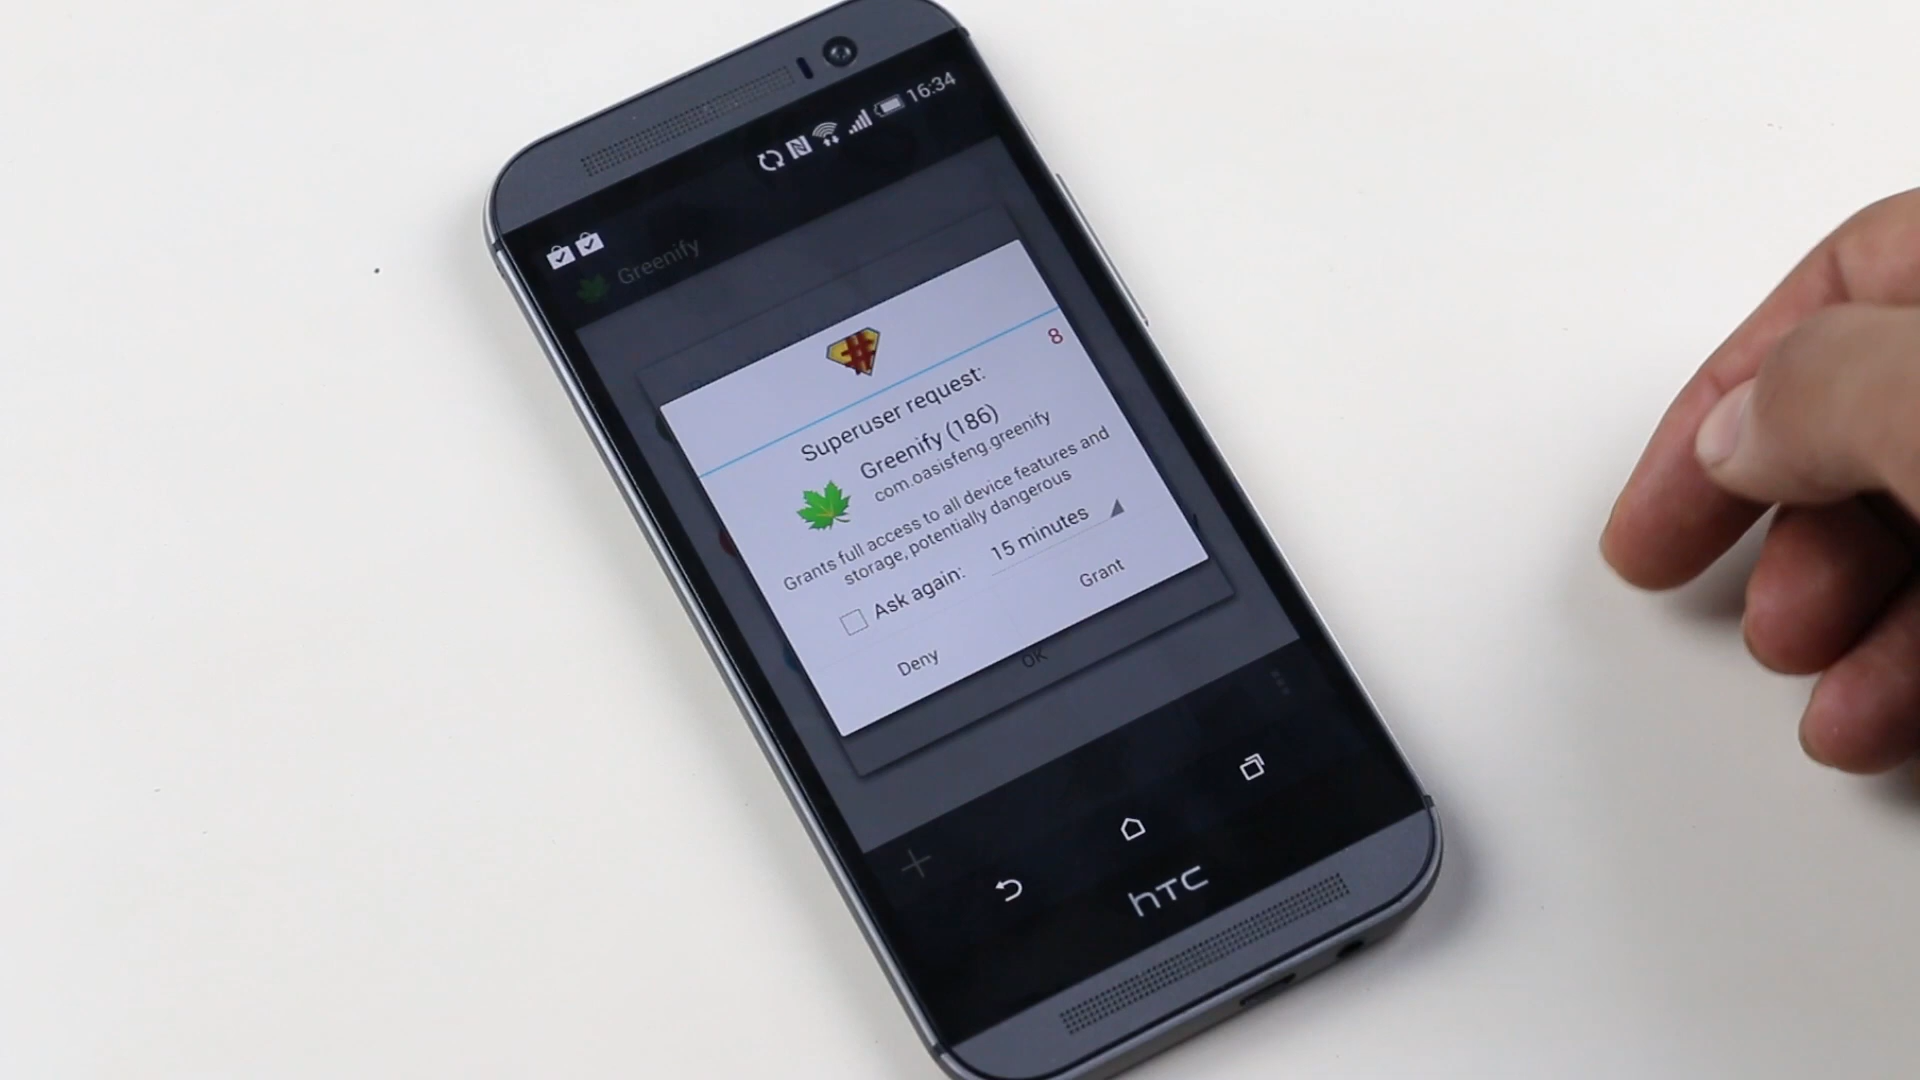 16:34
Greenify
#
8
Superuser request:
Greenify (186)
com.oasisfeng.greenify
Grants full access to all device features and
storage, potentially dangerous
Ask again: 15 minutes
Deny Grant
OK
hTC